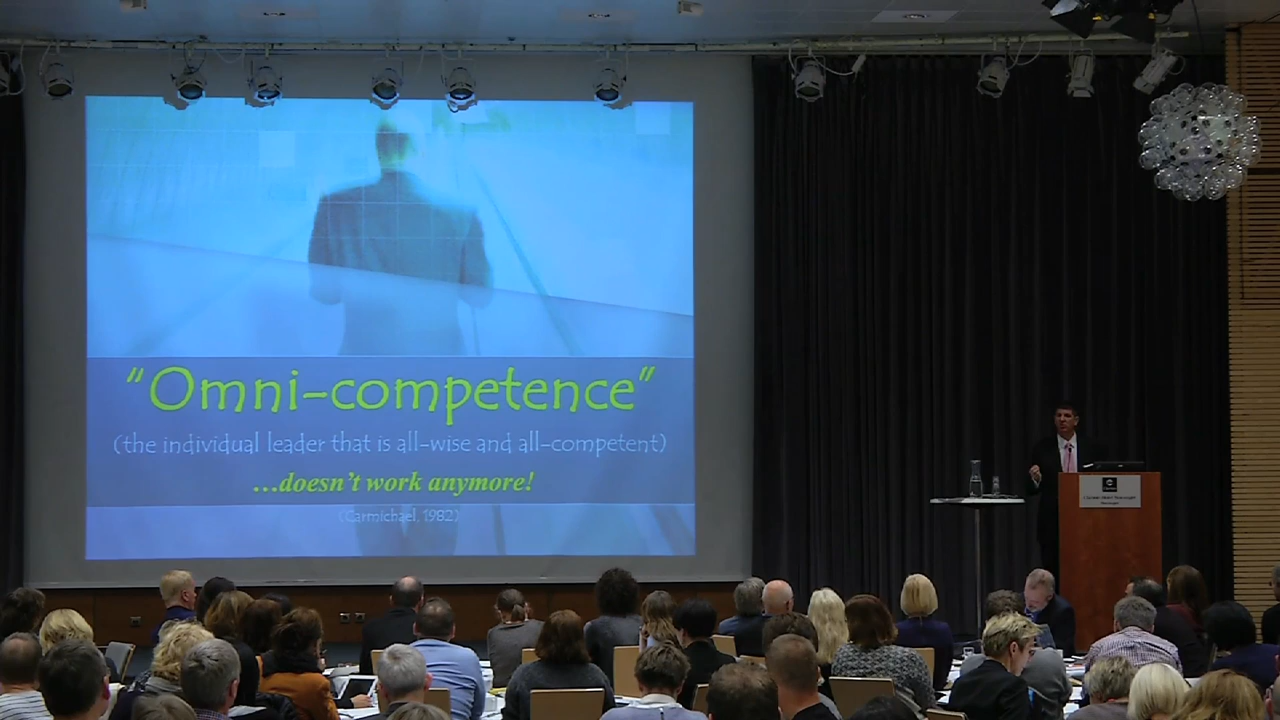 “Omni-competence”
(the individual leader that is all-wise and all-competent)
...doesn't work anymore!
(Carmichael, 1982)